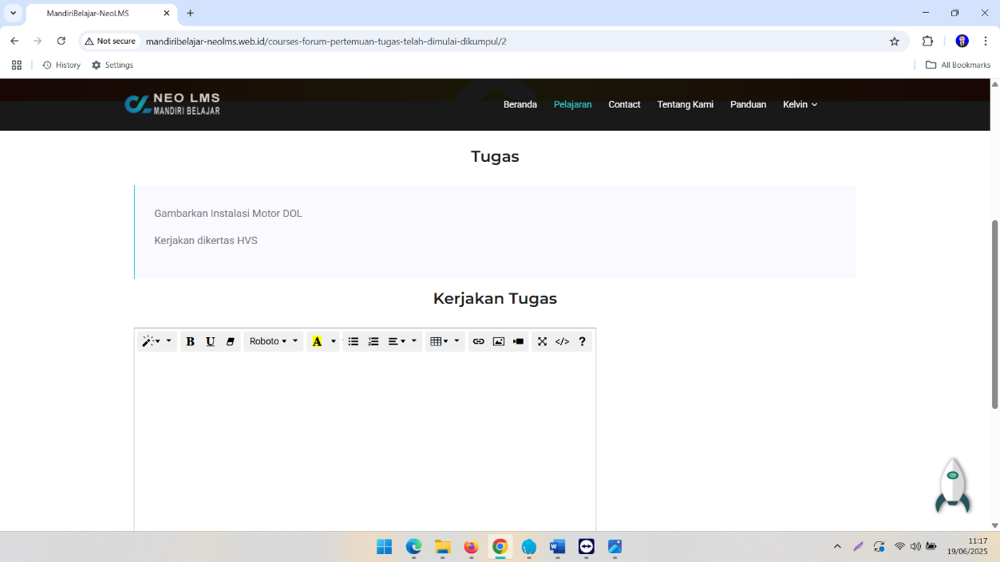 MandiriBelajar-NeoLMS
Not secure
mandiribelajar-neolms.web.id/courses-forum-pertemuan-tugas-telah-dimulai-dikumpul/2
History
Settings
All Bookmarks
NEO LMS
MANDIRI BELAJAR
Beranda
Pelajaran
Contact
Tentang Kami
Panduan
Kelvin
Tugas
Gambarkan Instalasi Motor DOL
Kerjakan dikertas HVS
Kerjakan Tugas
B U Roboto A </> ?
11:17
19/06/2025